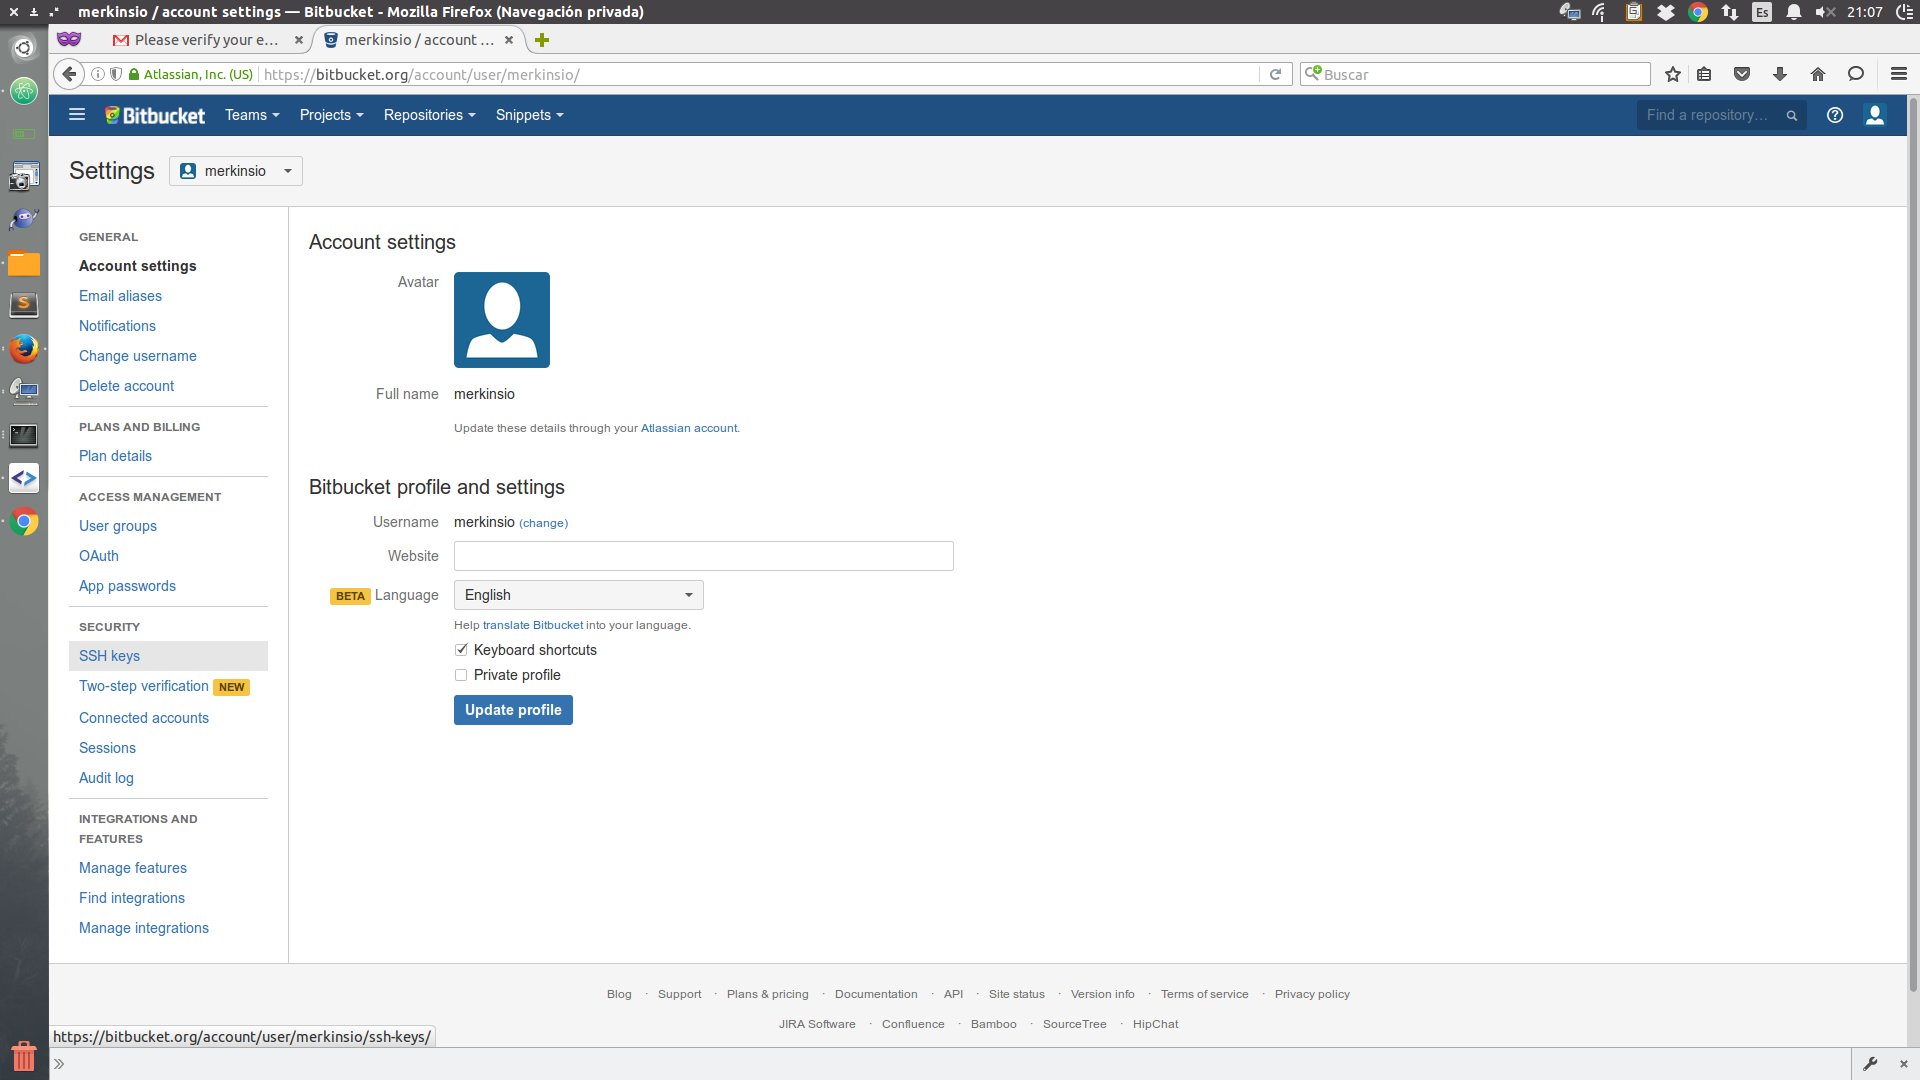 merkinsio / account settings — Bitbucket - Mozilla Firefox (Navegación privada)
Es
21:07
Please verify your e...
merkinsio / account ...
Atlassian, Inc. (US)
https://bitbucket.org/account/user/merkinsio/
Buscar
Bitbucket
Teams
Projects
Repositories
Snippets
Find a repository...
Settings
merkinsio
GENERAL
Account settings
Email aliases
Notifications
Change username
Delete account
PLANS AND BILLING
Plan details
ACCESS MANAGEMENT
User groups
OAuth
App passwords
SECURITY
SSH keys
Two-step verification NEW
Connected accounts
Sessions
Audit log
INTEGRATIONS AND
FEATURES
Manage features
Find integrations
Manage integrations
Account settings
Avatar
Full name merkinsio
Update these details through your Atlassian account.
Bitbucket profile and settings
Username merkinsio (change)
Website
BETA Language English
Help translate Bitbucket into your language.
Keyboard shortcuts
Private profile
Update profile
Blog · Support · Plans & pricing · Documentation · API · Site status · Version info · Terms of service · Privacy policy
JIRA Software · Confluence · Bamboo · SourceTree · HipChat
https://bitbucket.org/account/user/merkinsio/ssh-keys/